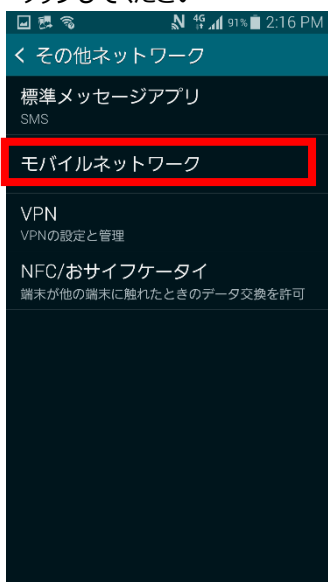 タップしてください
4G 91% 2:16 PM
< その他ネットワーク
標準メッセージアプリ
SMS
モバイルネットワーク
VPN
VPNの設定と管理
NFC/おサイフケータイ
端末が他の端末に触れたときのデータ交換を許可